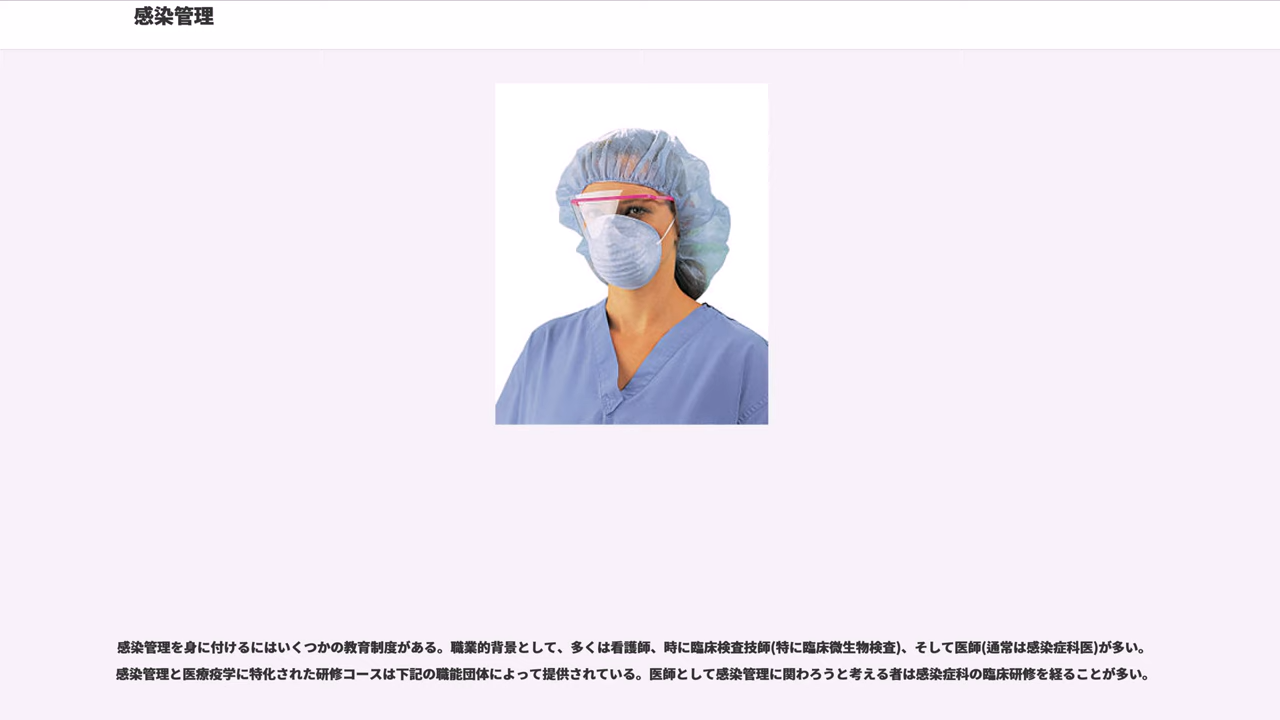 感染管理
感染管理を身に付けるにはいくつかの教育制度がある。職業的背景として、多くは看護師、時に臨床検査技師(特に臨床微生物検査)、そして医師(通常は感染症科医)が多い。
感染管理と医療疫学に特化された研修コースは下記の職能団体によって提供されている。医師として感染管理に関わろうと考える者は感染症科の臨床研修を経ることが多い。